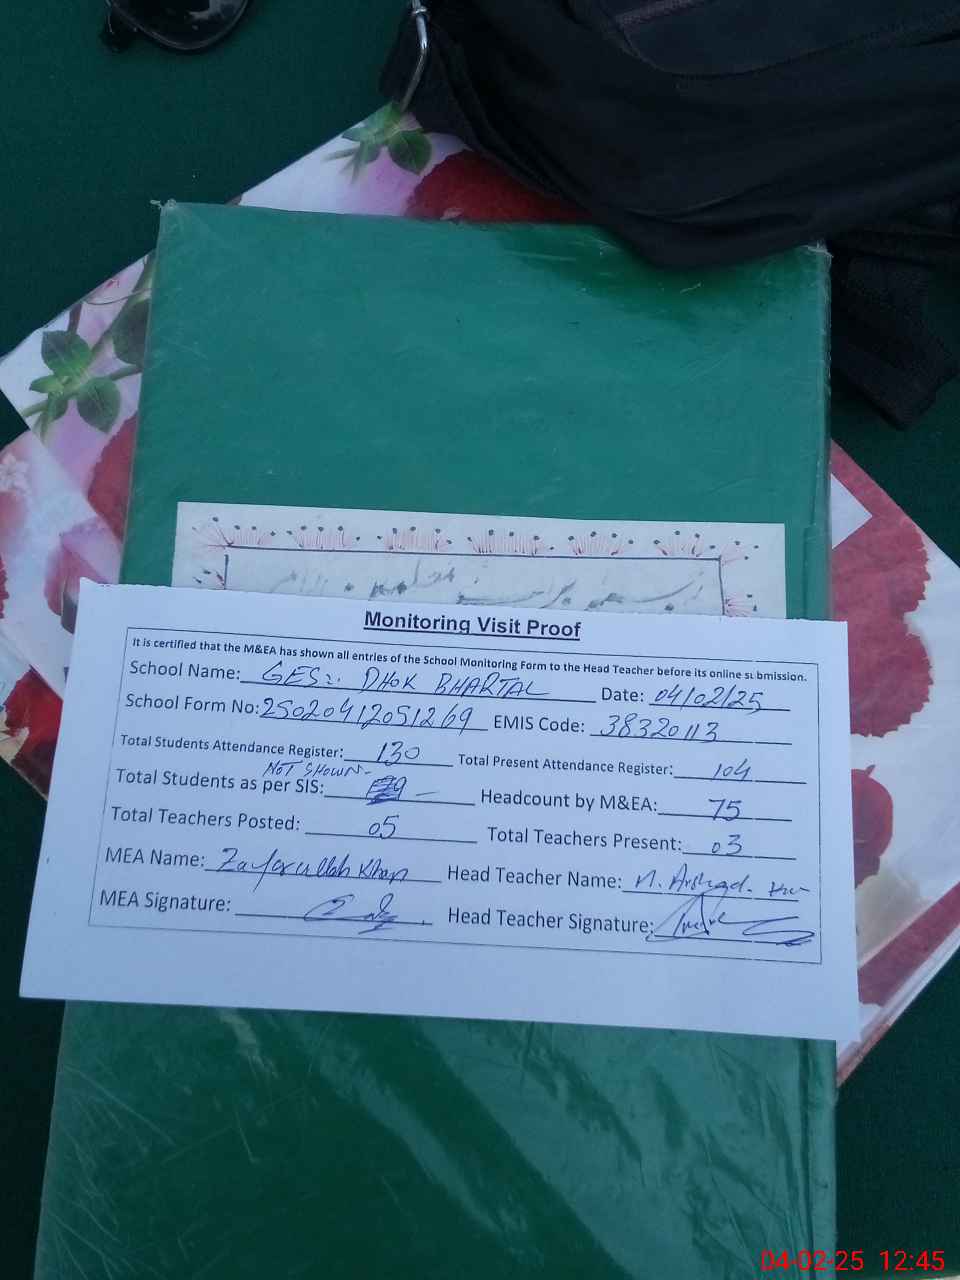 Monitoring Visit Proof
It is certified that the M&EA has shown all entries of the School Monitoring Form to the Head Teacher before its online submission.
School Name: GES:. DHOK BHARTAL Date: 04/02/25
School Form No: 25020412051269 EMIS Code: 38320113
Total Students Attendance Register: 130 Total Present Attendance Register: 104
NOT SHOWN-
Total Students as per SIS: Headcount by M&EA: 75
Total Teachers Posted: 05 Total Teachers Present: 03
MEA Name: Zafarullah Khan Head Teacher Name: M. Arshad.
MEA Signature: Head Teacher Signature:
04-02-25 12:45